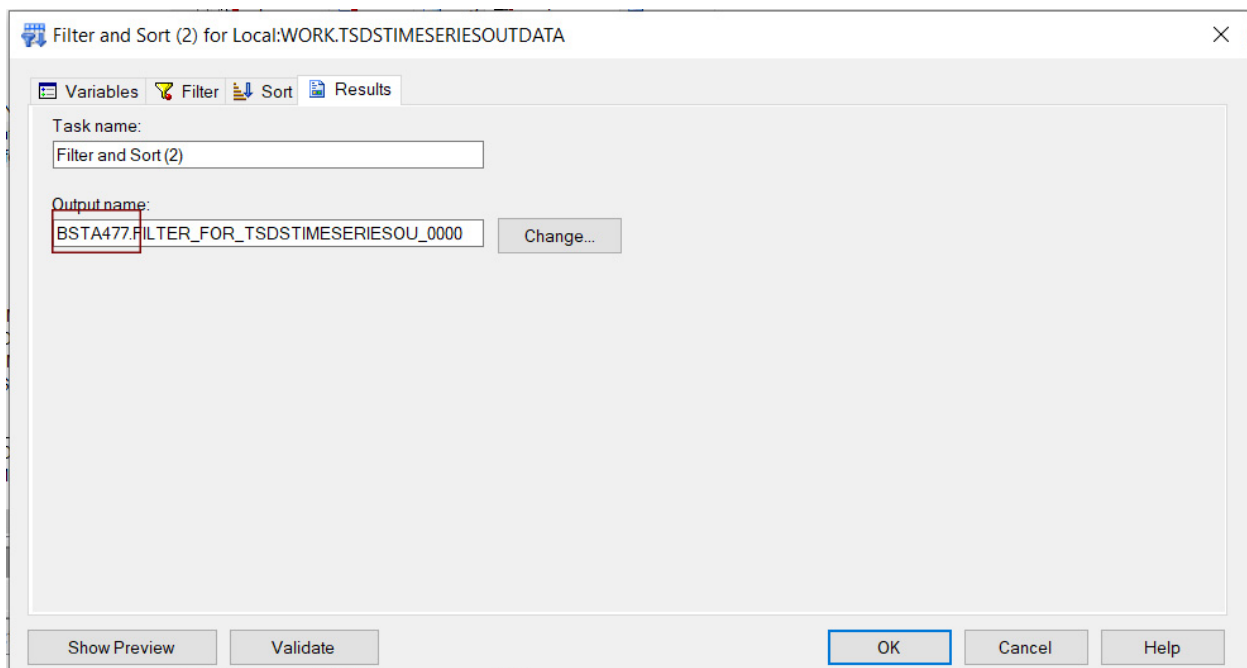 Filter and Sort (2) for Local:WORK.TSDSTIMESERIESOUTDATA
Variables Filter Sort Results
Task name:
Filter and Sort (2)
Output name:
BSTA477.FILTER_FOR_TSDSTIMESERIESOU_0000 Change...
Show Preview Validate OK Cancel Help